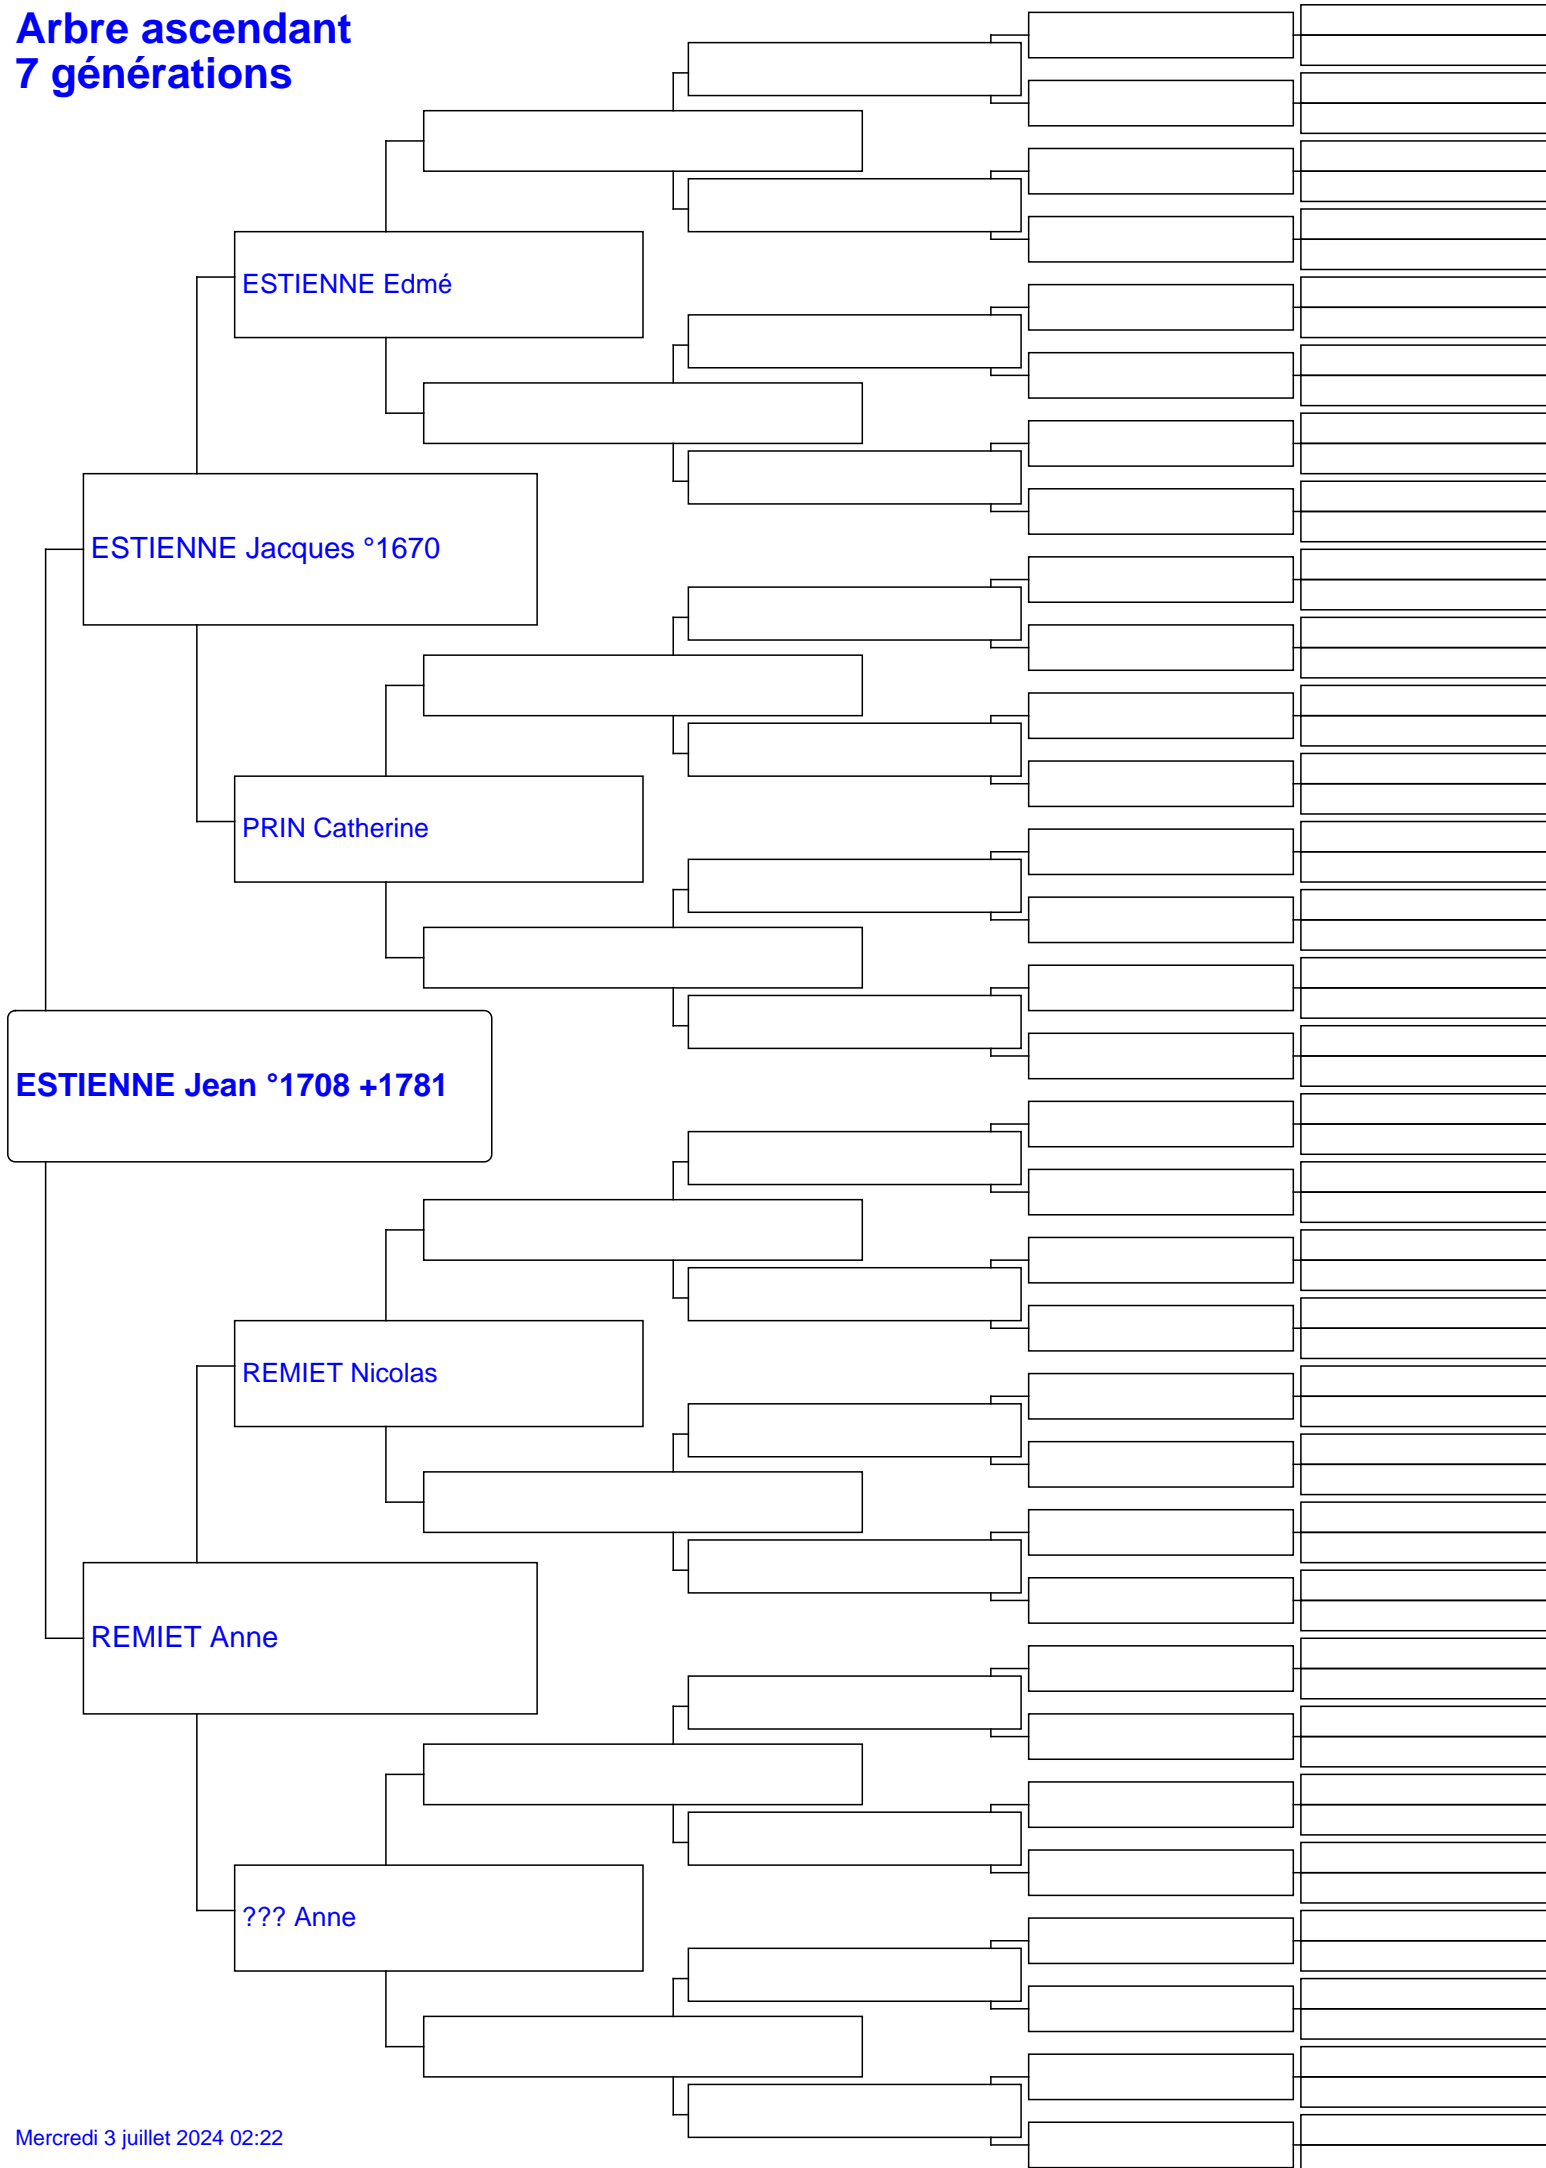 Arbre ascendant
7 générations
ESTIENNE Edmé
ESTIENNE Jacques °1670
PRIN Catherine
ESTIENNE Jean °1708 +1781
REMIET Nicolas
REMIET Anne
??? Anne
Mercredi 3 juillet 2024 02:22